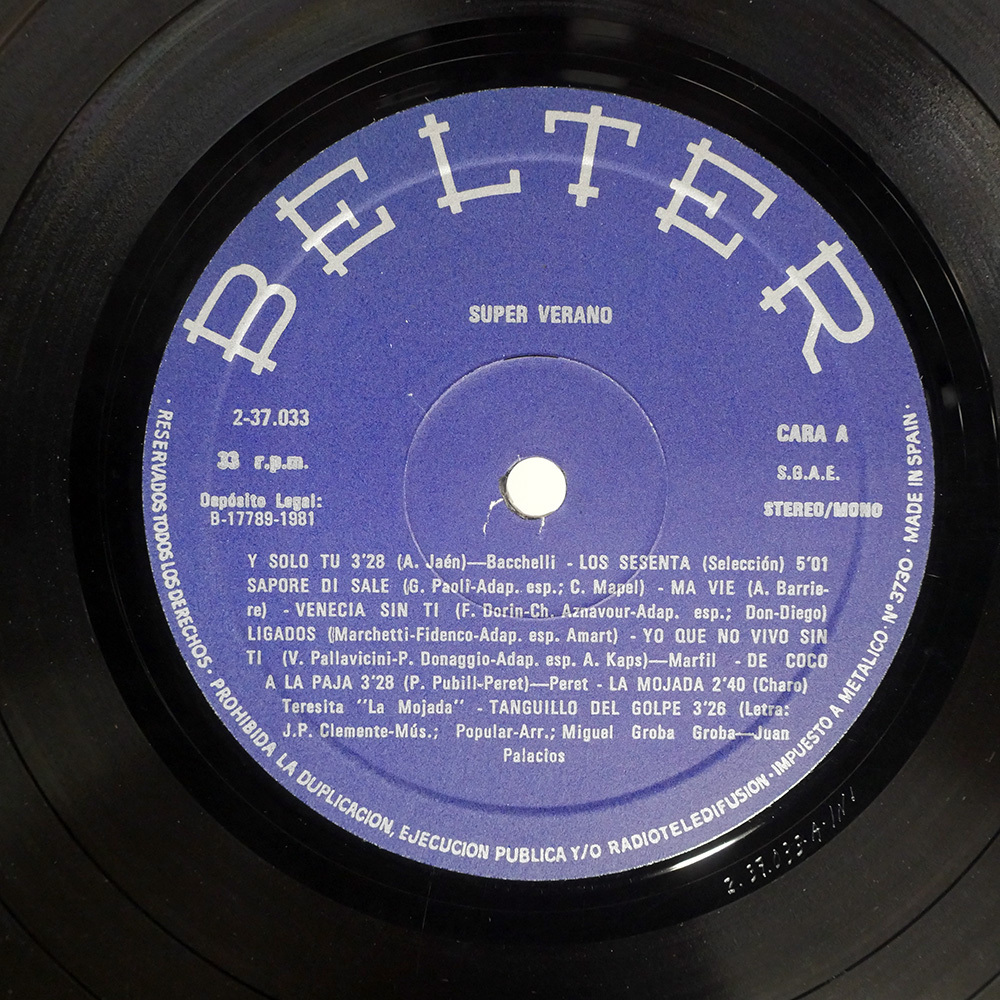 BELTER
SUPER VERANO
2-37.033
33 r.p.m.
Depósito Legal:
B-17789-1981
CARA A
S.G.A.E.
STEREO/MONO
Y SOLO TU 3'28 (A. Jaén)—Bacchelli - LOS SESENTA (Selección) 5'01
SAPORE DI SALE (G. Paoli-Adap. esp.; C. Mapel) - MA VIE (A. Barrie-
re) - VENECIA SIN TI (F. Dorin-Ch. Aznavour-Adap. esp.; Don-Diego)
LIGADOS (Marchetti-Fidenco-Adap. esp. Amart) - YO QUE NO VIVO SIN
TI (V. Pallavicini-P. Donaggio-Adap. esp. A. Kaps)—Marfil - DE COCO
A LA PAJA 3'28 (P. Pubill-Peret)—Peret - LA MOJADA 2'40 (Charo)
Teresita "La Mojada" - TANGUILLO DEL GOLPE 3'26 (Letra:
J.P. Clemente-Mús.; Popular-Arr.; Miguel Groba Groba—Juan
Palacios
· RESERVADOS TODOS LOS DERECHOS · PROHIBIDA LA DUPLICACION, EJECUCION PUBLICA Y/O RADIOTELEDIFUSION · IMPUESTO A METALICO · Nº 3730 · MADE IN SPAIN ·
2.37.033-A-